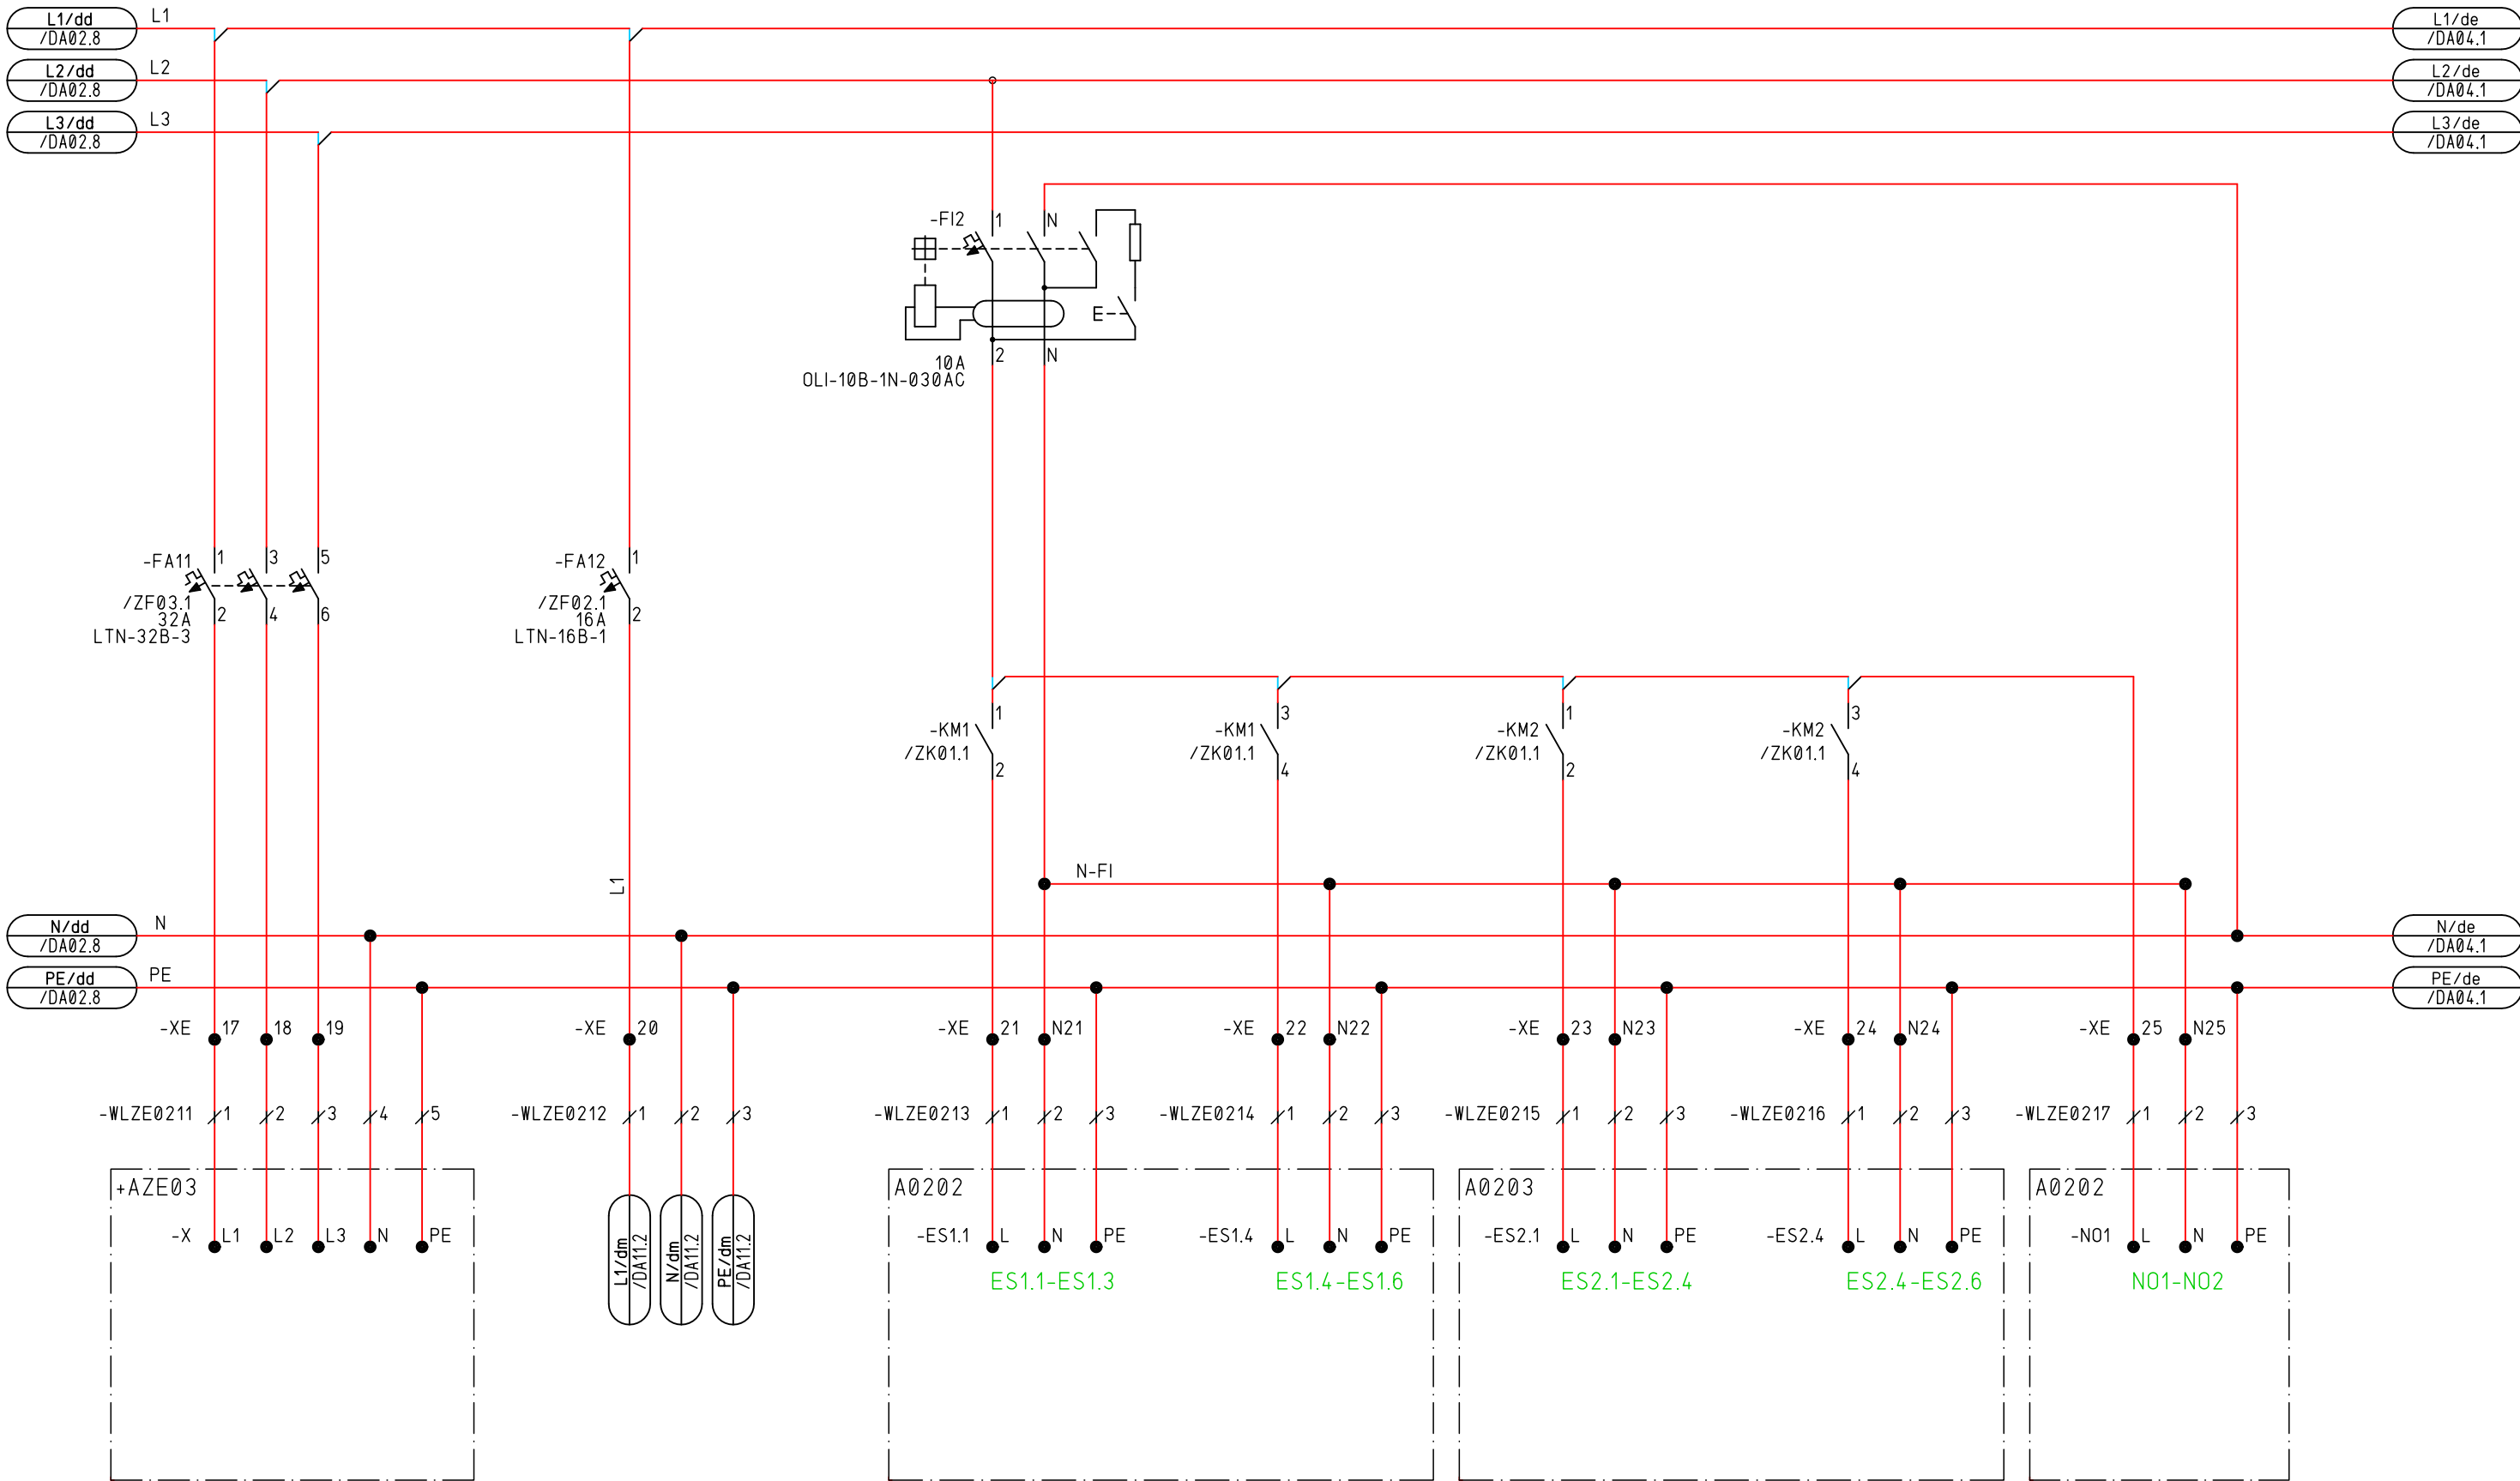 L1/dd
/DA02.8
L1
L1/de
/DA04.1
L2/dd
/DA02.8
L2
L2/de
/DA04.1
L3/dd
/DA02.8
L3
L3/de
/DA04.1
-FI2
1
N
E
2
N
10A
OLI-10B-1N-030AC
-FA11
1
3
5
/ZF03.1
32A
LTN-32B-3
2
4
6
-FA12
1
/ZF02.1
16A
LTN-16B-1
2
-KM1
/ZK01.1
1
2
-KM1
/ZK01.1
3
4
-KM2
/ZK01.1
1
2
-KM2
/ZK01.1
3
4
L1
N-FI
N/dd
/DA02.8
N
N/de
/DA04.1
PE/dd
/DA02.8
PE
PE/de
/DA04.1
-XE 17 18 19
-XE 20
-XE 21 N21
-XE 22 N22
-XE 23 N23
-XE 24 N24
-XE 25 N25
-WLZE0211 1 2 3 4 5
-WLZE0212 1 2 3
-WLZE0213 1 2 3
-WLZE0214 1 2 3
-WLZE0215 1 2 3
-WLZE0216 1 2 3
-WLZE0217 1 2 3
+AZE03
-X L1 L2 L3 N PE
L1/dm
/DA11.2
N/dm
/DA11.2
PE/dm
/DA11.2
A0202
-ES1.1 L N PE
ES1.1-ES1.3
-ES1.4 L N PE
ES1.4-ES1.6
A0203
-ES2.1 L N PE
ES2.1-ES2.4
-ES2.4 L N PE
ES2.4-ES2.6
A0202
-NO1 L N PE
NO1-NO2